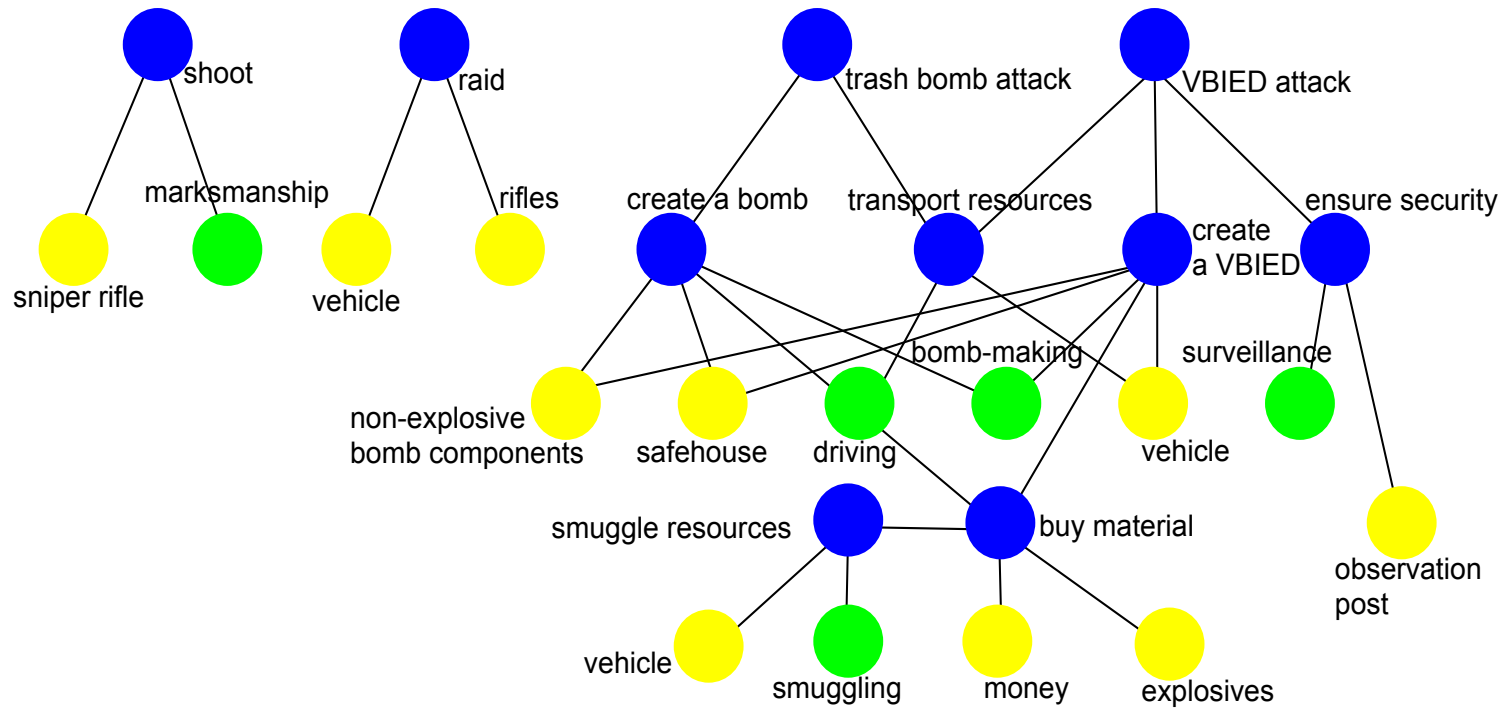 shoot
raid
trash bomb attack
VBIED attack
marksmanship
rifles
create a bomb
transport resources
ensure security
create
a VBIED
sniper rifle
vehicle
bomb-making
surveillance
non-explosive
bomb components
safehouse
driving
vehicle
smuggle resources
buy material
observation
post
vehicle
smuggling
money
explosives